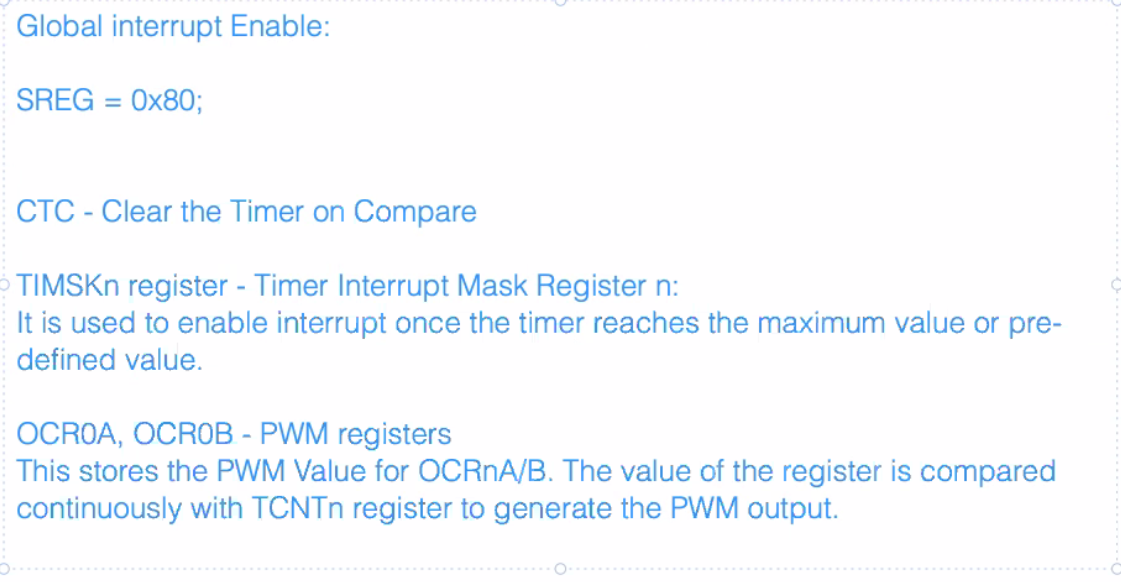 Global interrupt Enable:
SREG = 0x80;
CTC - Clear the Timer on Compare
TIMSKn register - Timer Interrupt Mask Register n:
It is used to enable interrupt once the timer reaches the maximum value or pre-
defined value.
OCR0A, OCR0B - PWM registers
This stores the PWM Value for OCRnA/B. The value of the register is compared
continuously with TCNTn register to generate the PWM output.